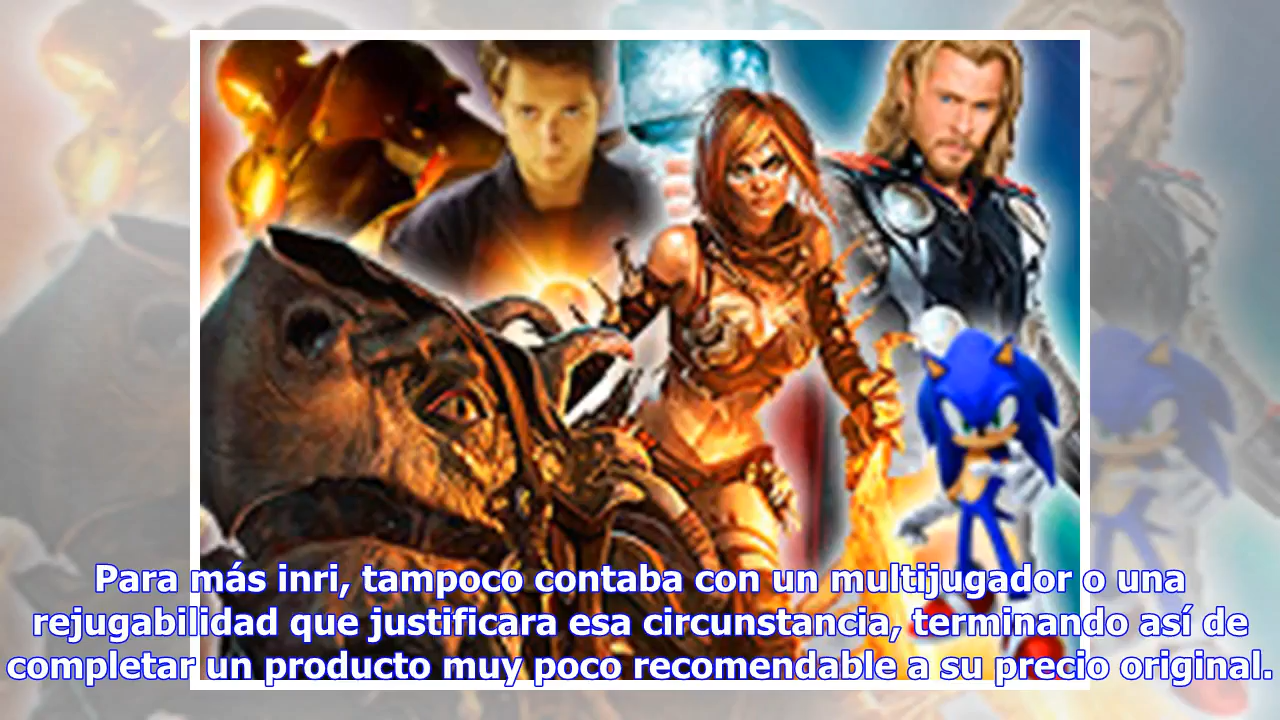 Para más inri, tampoco contaba con un multijugador o una
rejugabilidad que justificara esa circunstancia, terminando así de
completar un producto muy poco recomendable a su precio original.